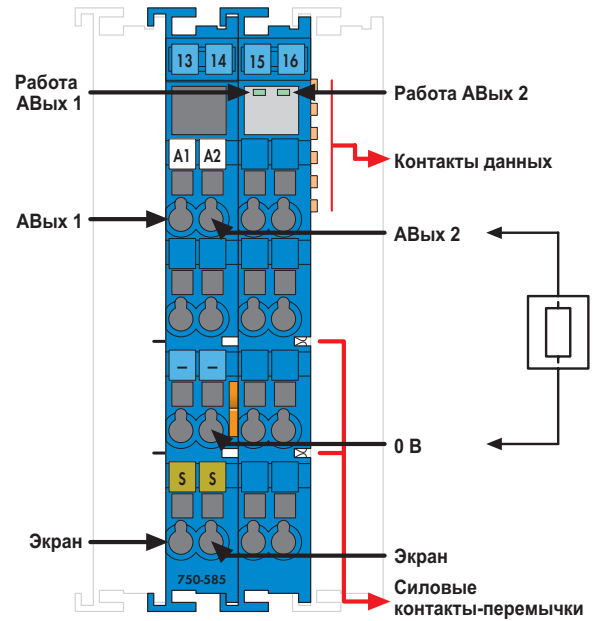 13 14 15 16
Работа
АВых 1
Работа АВых 2
A1 A2
Контакты данных
АВых 1
АВых 2
– –
0 В
S S
Экран
Экран
750-585
Силовые
контакты-перемычки